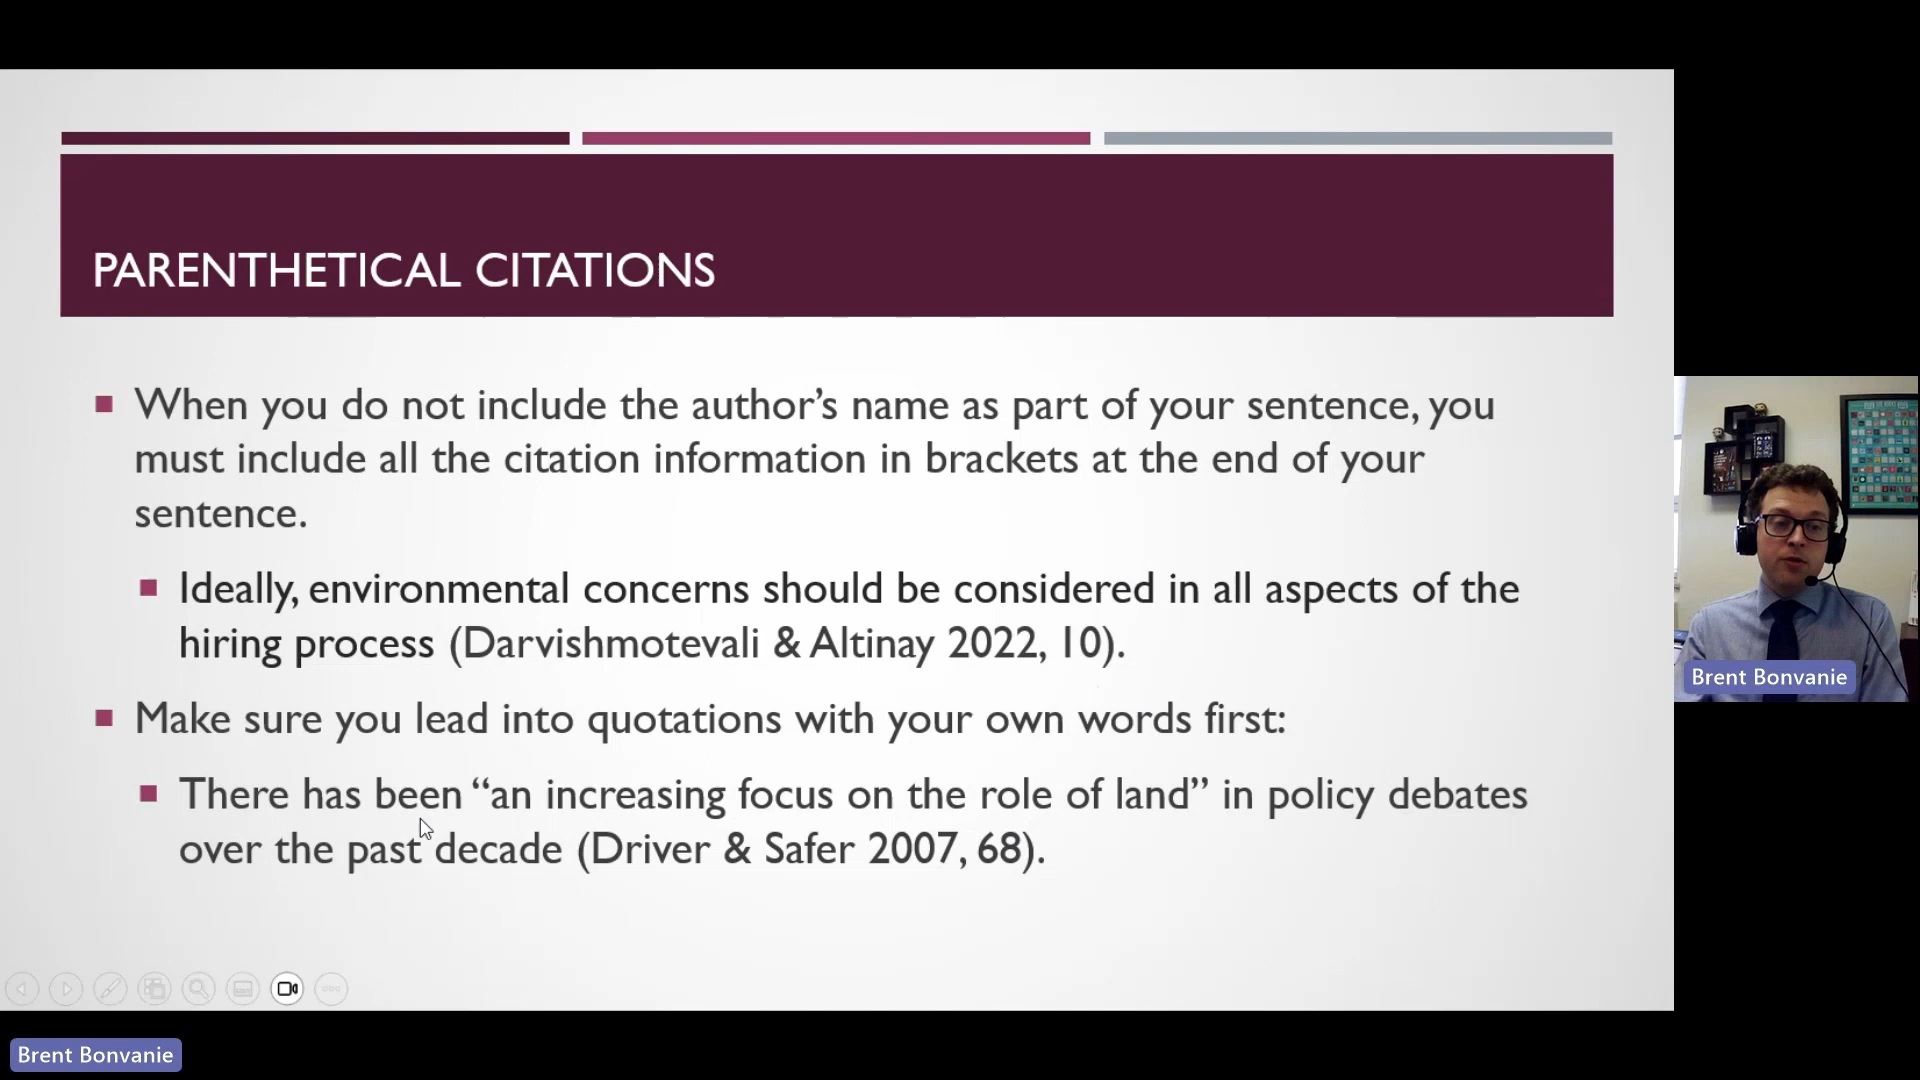 PARENTHETICAL CITATIONS
When you do not include the author's name as part of your sentence, you
must include all the citation information in brackets at the end of your
sentence.
Ideally, environmental concerns should be considered in all aspects of the
hiring process (Darvishmotevali & Altinay 2022, 10).
Make sure you lead into quotations with your own words first:
There has been “an increasing focus on the role of land” in policy debates
over the past decade (Driver & Safer 2007, 68).
Brent Bonvanie
Brent Bonvanie